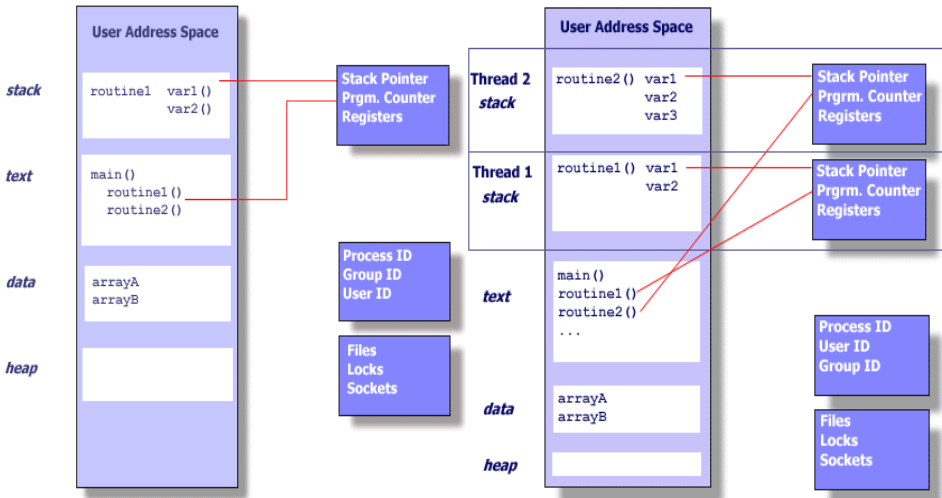 User Address Space
stack
routine1 var1()
var2()
Stack Pointer
Prgm. Counter
Registers
text
main()
routine1()
routine2()
data
arrayA
arrayB
Process ID
Group ID
User ID
heap
Files
Locks
Sockets
User Address Space
Thread 2
stack
routine2() var1
var2
var3
Stack Pointer
Prgrm. Counter
Registers
Thread 1
stack
routine1() var1
var2
Stack Pointer
Prgrm. Counter
Registers
text
main()
routine1()
routine2()
...
Process ID
User ID
Group ID
data
arrayA
arrayB
Files
Locks
Sockets
heap